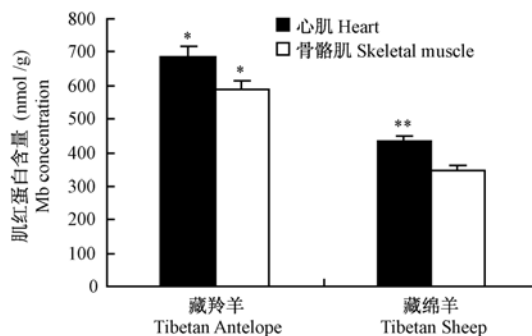 肌红蛋白含量 (nmol /g)
Mb concentration
800
700
600
500
400
300
200
100
0
心肌 Heart
骨骼肌 Skeletal muscle
*
*
**
藏羚羊
Tibetan Antelope
藏绵羊
Tibetan Sheep